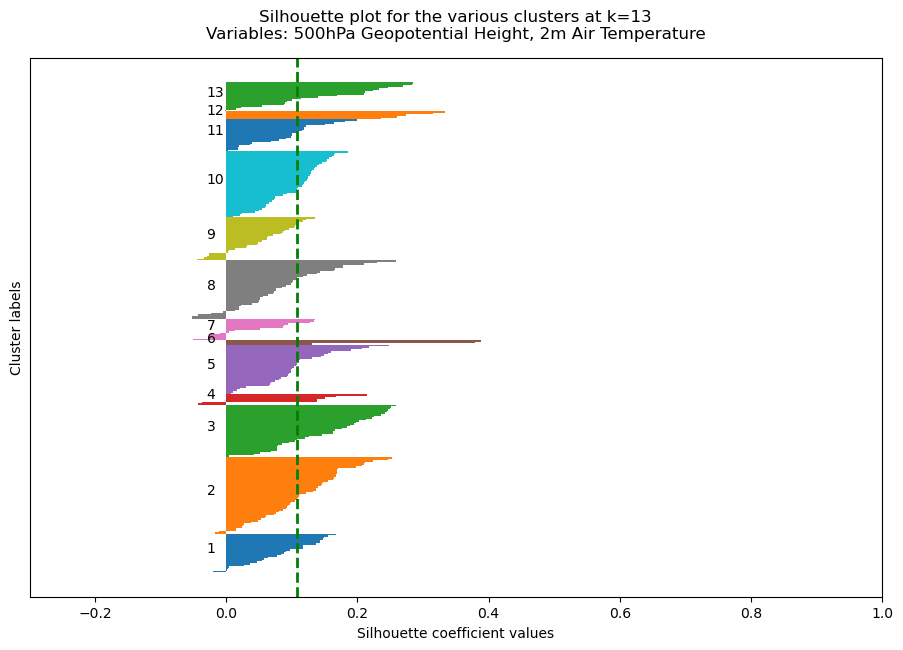 Silhouette plot for the various clusters at k=13
Variables: 500hPa Geopotential Height, 2m Air Temperature
Cluster labels
13
12
11
10
9
8
7
6
5
4
3
2
1
−0.2 0.0 0.2 0.4 0.6 0.8 1.0
Silhouette coefficient values